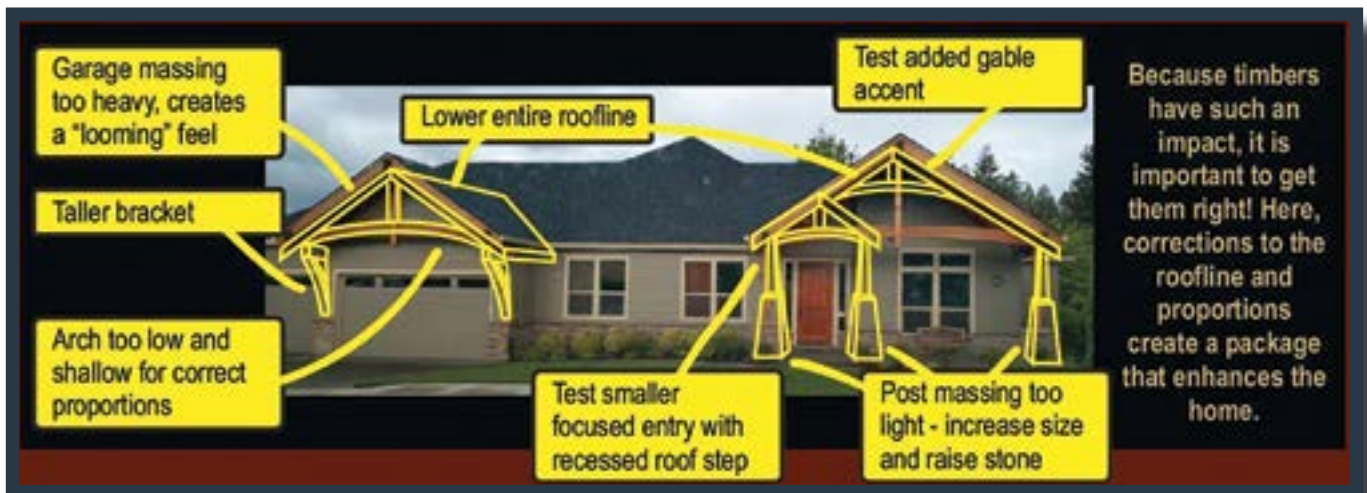 Garage massing
too heavy, creates
a “looming” feel
Taller bracket
Arch too low and
shallow for correct
proportions
Lower entire roofline
Test added gable
accent
Test smaller
focused entry with
recessed roof step
Post massing too
light - increase size
and raise stone
Because timbers
have such an
impact, it is
important to get
them right! Here,
corrections to the
roofline and
proportions
create a package
that enhances the
home.